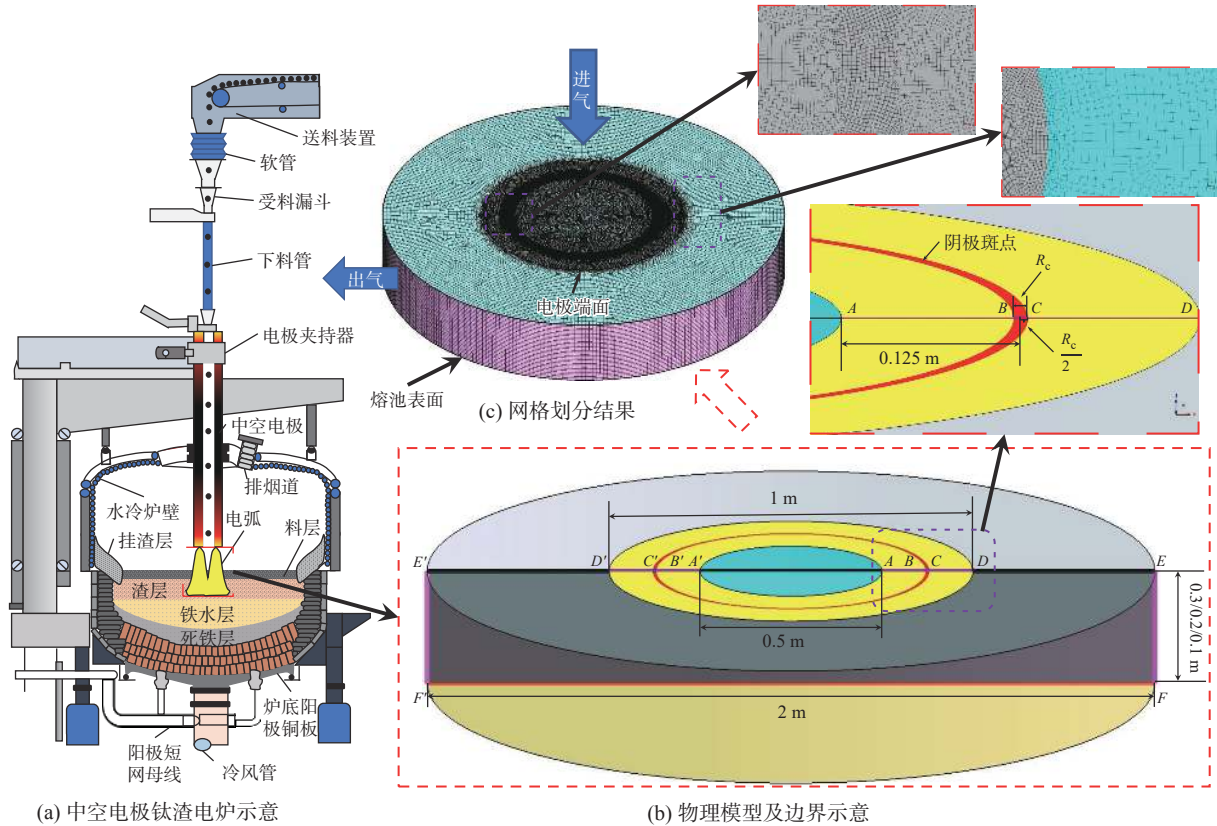 送料装置
软管
受料漏斗
下料管
电极夹持器
中空电极
排烟道
水冷炉壁
电弧
料层
挂渣层
渣层
铁水层
死铁层
炉底阳
极铜板
阳极短
网母线
冷风管
(a) 中空电极钛渣电炉示意
进气
出气
电极端面
熔池表面
(c) 网格划分结果
阴极斑点
R_c
A
B
C
D
0.125 m
R_c/2
1 m
E'
D'
C'
B'
A'
A
B
C
D
E
0.5 m
0.3/0.2/0.1 m
F'
F
2 m
(b) 物理模型及边界示意